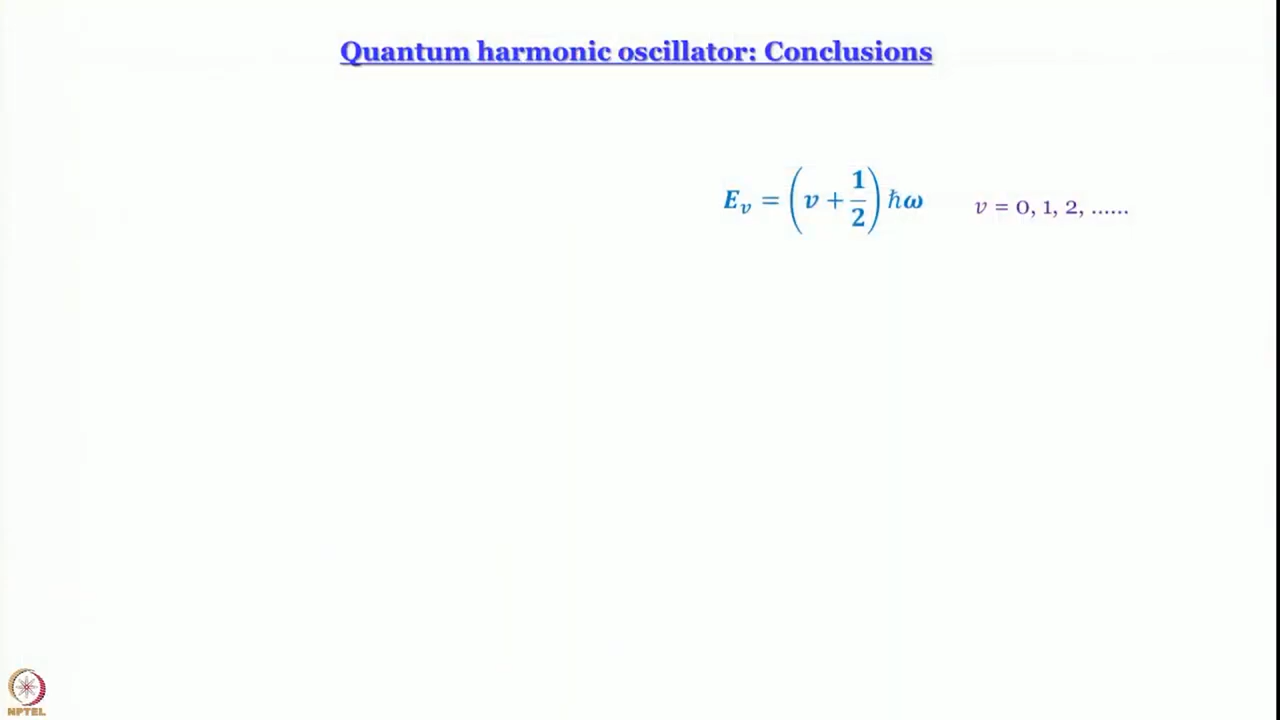 Quantum harmonic oscillator: Conclusions
E_v = (v + 1/2) ℏω v = 0, 1, 2, ......
NPTEL